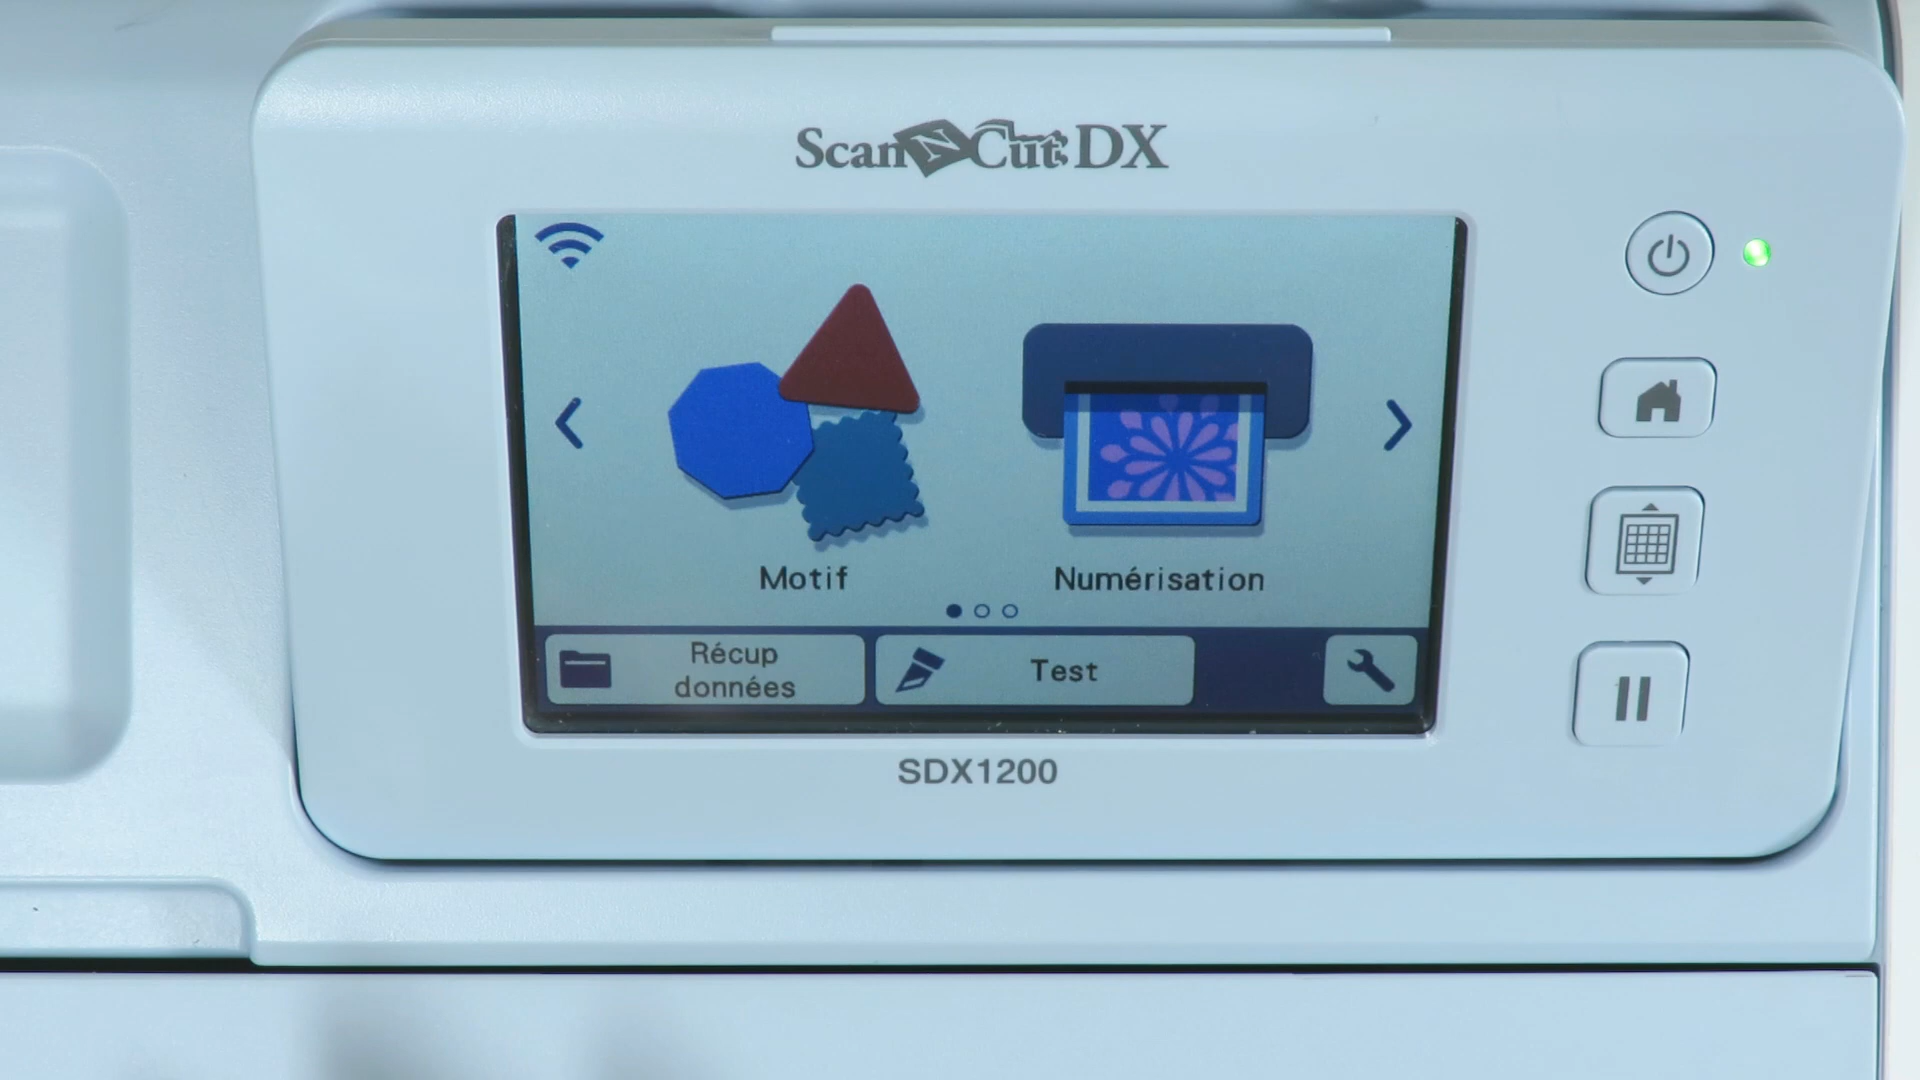 ScanNCut DX
Motif
Numérisation
Récup
données
Test
SDX1200